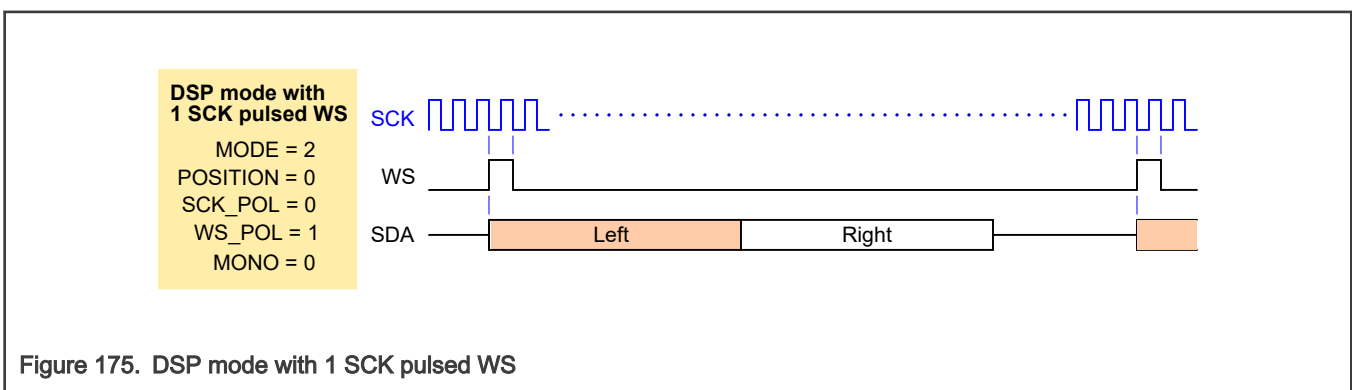 DSP mode with
1 SCK pulsed WS
MODE = 2
POSITION = 0
SCK_POL = 0
WS_POL = 1
MONO = 0
SCK
WS
SDA
Left
Right
Figure 175. DSP mode with 1 SCK pulsed WS